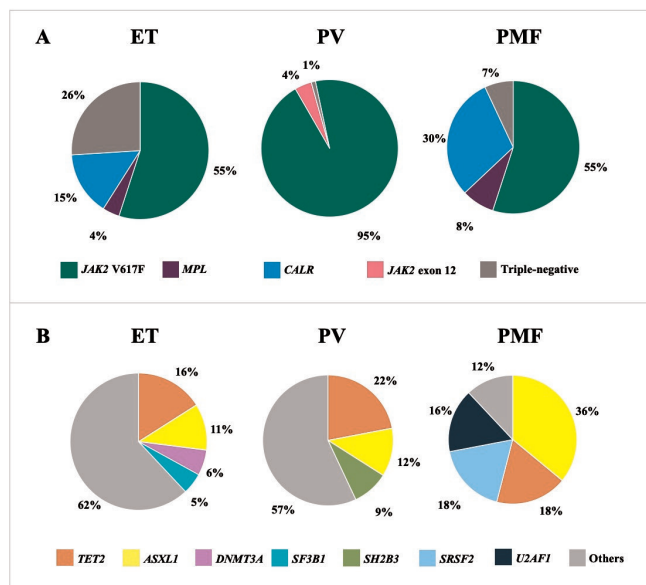 A
ET PV PMF
26% 55% 15% 4%
4% 1% 95%
7% 30% 55% 8%
JAK2 V617F MPL CALR JAK2 exon 12 Triple-negative
B
ET PV PMF
16% 11% 6% 5% 62%
22% 12% 9% 57%
12% 36% 16% 18% 18%
TET2 ASXL1 DNMT3A SF3B1 SH2B3 SRSF2 U2AF1 Others